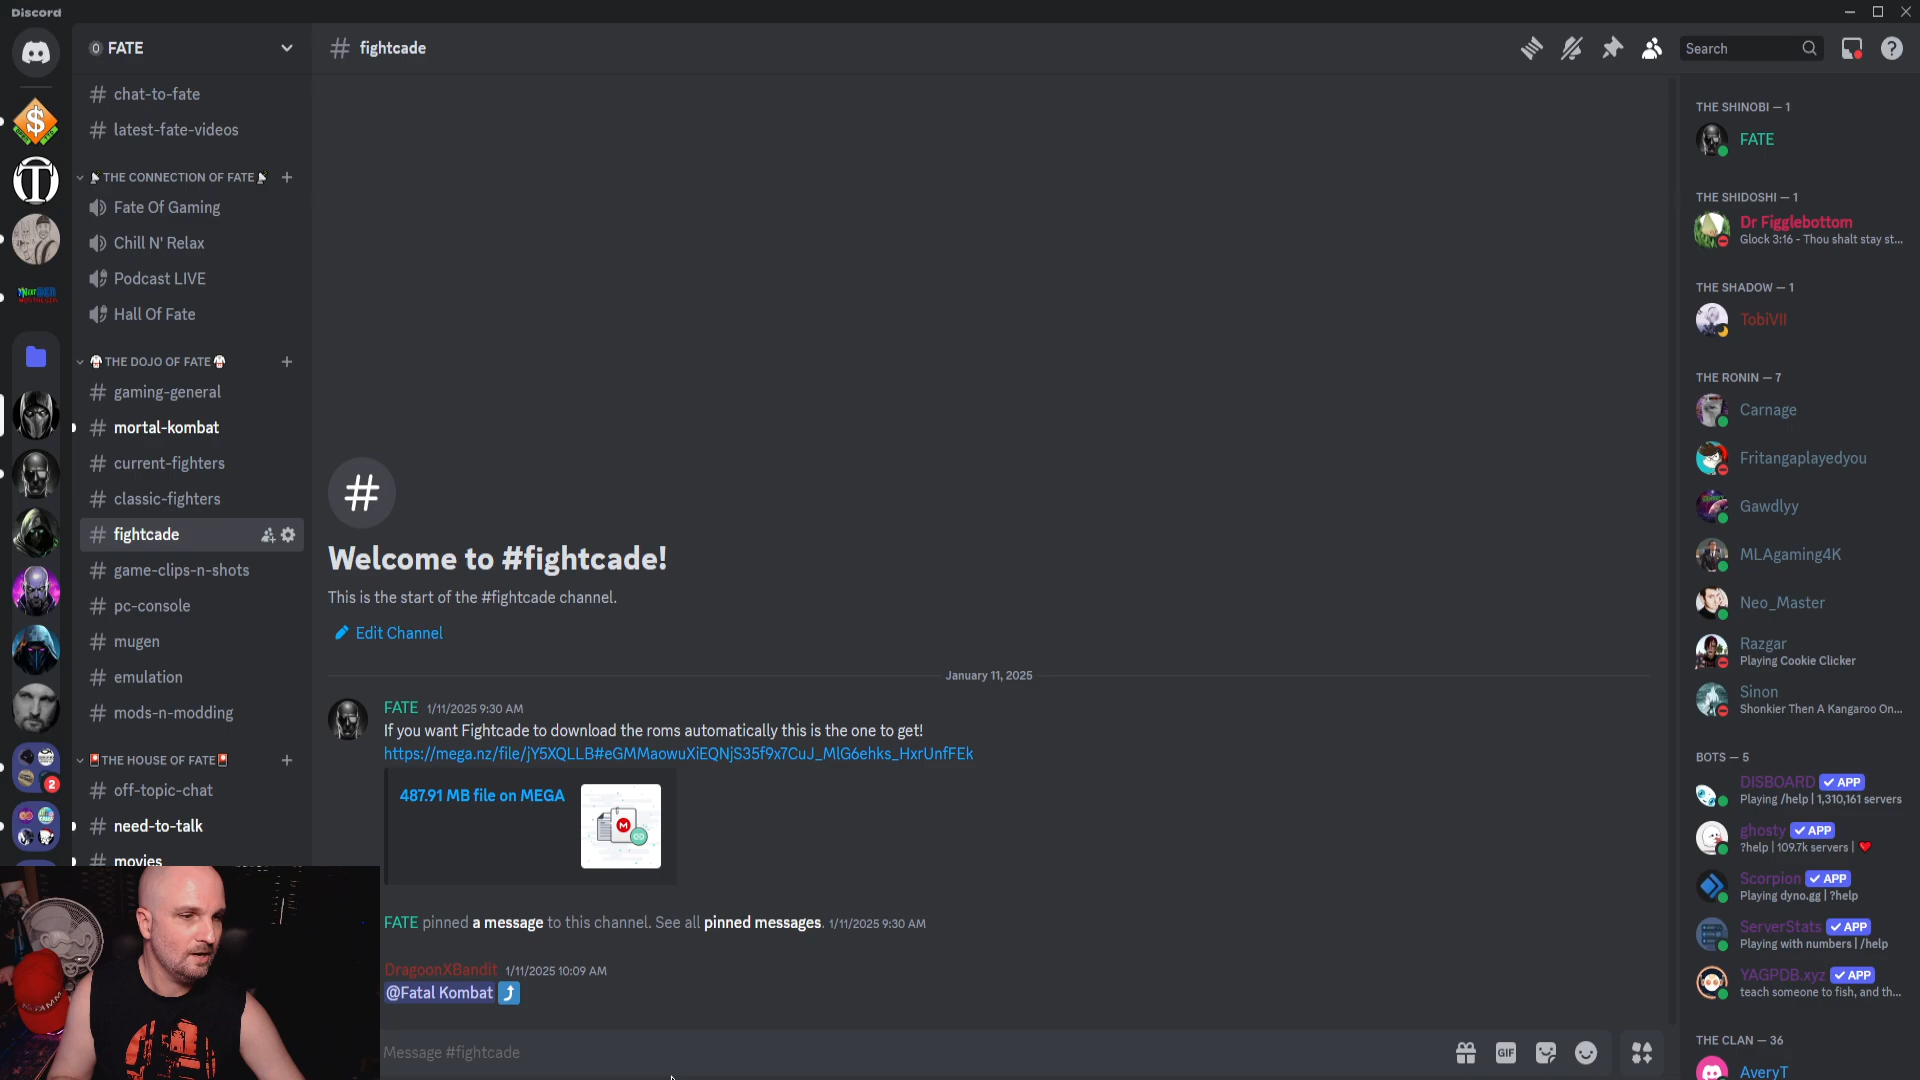 Discord
FATE
# fightcade
Search
# chat-to-fate
# latest-fate-videos
THE CONNECTION OF FATE
Fate Of Gaming
Chill N' Relax
Podcast LIVE
Hall Of Fate
THE DOJO OF FATE
# gaming-general
# mortal-kombat
# current-fighters
# classic-fighters
# fightcade
# game-clips-n-shots
# pc-console
# mugen
# emulation
# mods-n-modding
THE HOUSE OF FATE
# off-topic-chat
# need-to-talk
# movies
2
Welcome to #fightcade!
This is the start of the #fightcade channel.
Edit Channel
January 11, 2025
FATE 1/11/2025 9:30 AM
If you want Fightcade to download the roms automatically this is the one to get!
https://mega.nz/file/jY5XQLLB#eGMMaowuXiEQNjS35f9x7CuJ_MlG6ehks_HxrUnfFEk
487.91 MB file on MEGA
FATE pinned a message to this channel. See all pinned messages. 1/11/2025 9:30 AM
DragoonXBandit 1/11/2025 10:09 AM
@Fatal Kombat
Message #fightcade
GIF
THE SHINOBI — 1
FATE
THE SHIDOSHI — 1
Dr Figglebottom
Glock 3:16 - Thou shalt stay st...
THE SHADOW — 1
TobiVII
THE RONIN — 7
Carnage
Fritangaplayedyou
Gawdlyy
MLAgaming4K
Neo_Master
Razgar
Playing Cookie Clicker
Sinon
Shonkier Then A Kangaroo On...
BOTS — 5
DISBOARD APP
Playing /help | 1,310,161 servers
ghosty APP
?help | 109.7k servers |
Scorpion APP
Playing dyno.gg | ?help
ServerStats APP
Playing with numbers | /help
YAGPDB.xyz APP
teach someone to fish, and th...
THE CLAN — 36
AveryT